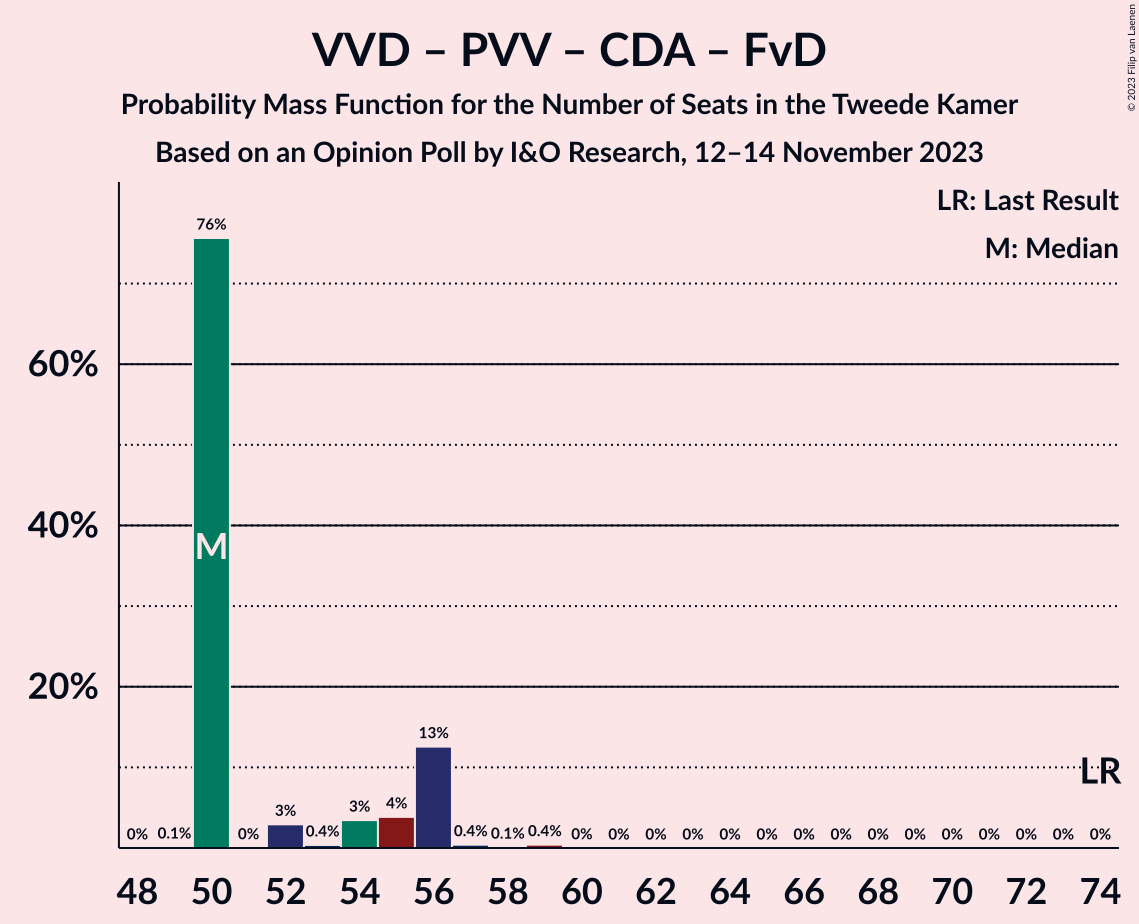 VVD – PVV – CDA – FvD
Probability Mass Function for the Number of Seats in the Tweede Kamer
Based on an Opinion Poll by I&O Research, 12–14 November 2023
© 2023 Filip van Laenen
LR: Last Result
M: Median
76%
60%
40%
M
20%
13%
LR
0% 0.1% 0% 3% 0.4% 3% 4% 0.4% 0.1% 0.4% 0% 0% 0% 0% 0% 0% 0% 0% 0% 0% 0% 0% 0% 0% 0%
48 50 52 54 56 58 60 62 64 66 68 70 72 74